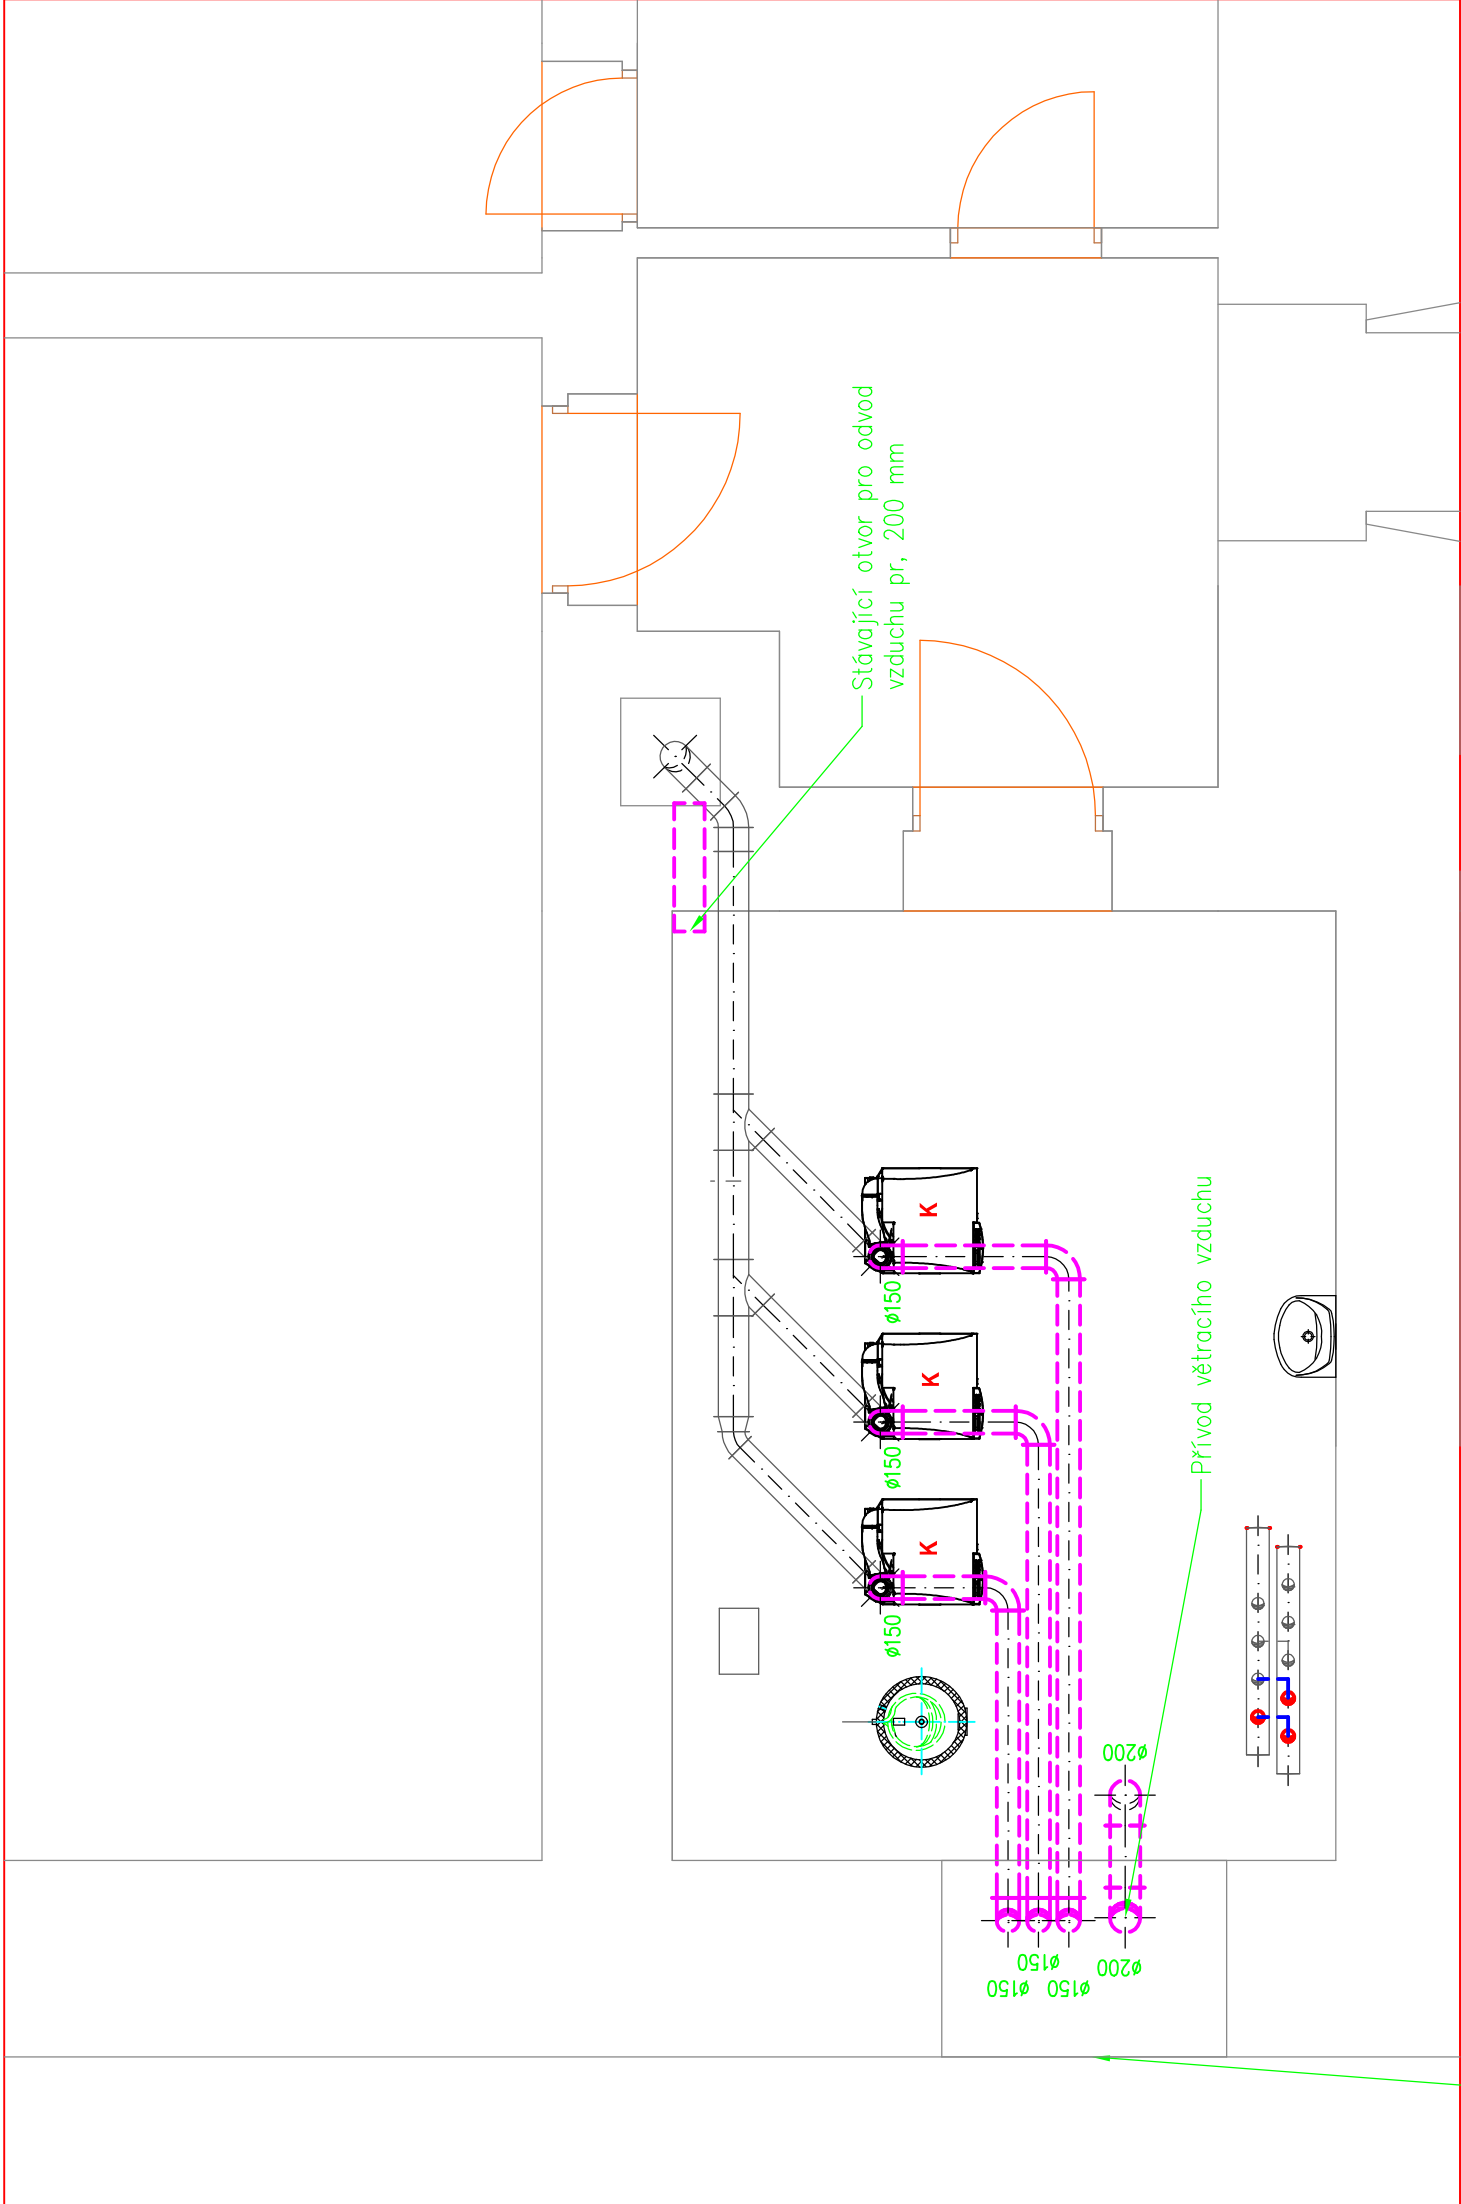 Stávající otvor pro odvod
vzduchu pr, 200 mm
K
ø150
K
ø150
K
ø150
Přívod větracího vzduchu
ø200
ø150
ø150
ø150
ø200